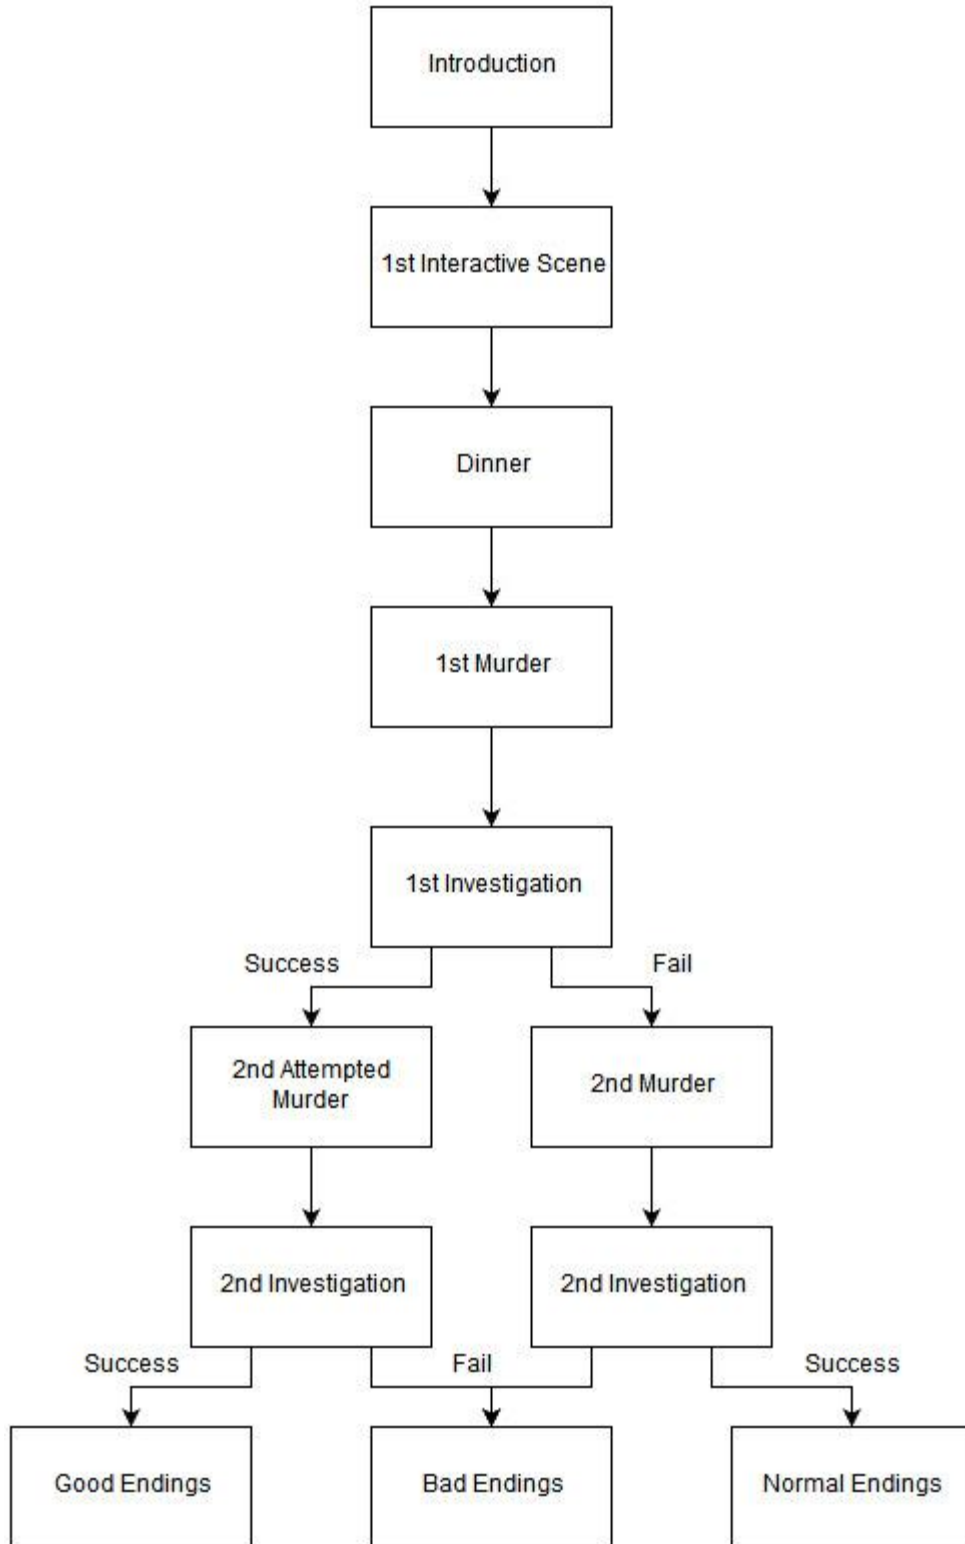 Introduction
1st Interactive Scene
Dinner
1st Murder
1st Investigation
Success
Fail
2nd Attempted
Murder
2nd Murder
2nd Investigation
2nd Investigation
Success
Fail
Success
Good Endings
Bad Endings
Normal Endings